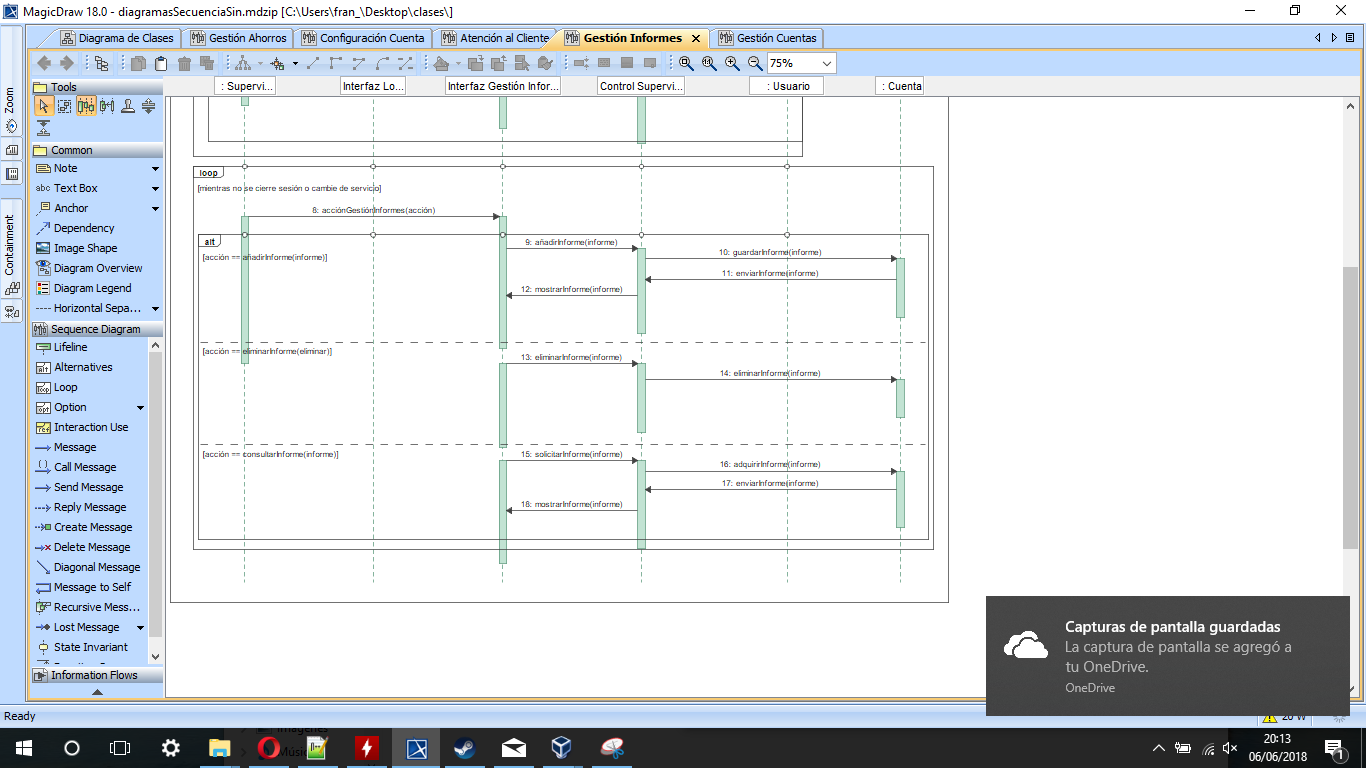 MagicDraw 18.0 - diagramasSecuenciaSin.mdzip [C:\Users\fran_\Desktop\clases\]
Diagrama de Clases
Gestión Ahorros
Configuración Cuenta
Atención al Cliente
Gestión Informes
Gestión Cuentas
75%
Zoom
Containment
Tools
Common
Note
abc Text Box
Anchor
Dependency
Image Shape
Diagram Overview
Diagram Legend
Horizontal Sepa...
Sequence Diagram
Lifeline
Alternatives
Loop
Option
Interaction Use
Message
Call Message
Send Message
Reply Message
Create Message
Delete Message
Diagonal Message
Message to Self
Recursive Mess...
Lost Message
State Invariant
Information Flows
: Supervi...
Interfaz Lo...
Interfaz Gestión Infor...
Control Supervi...
: Usuario
: Cuenta
loop
[mientras no se cierre sesión o cambie de servicio]
8: acciónGestiónInformes(acción)
alt
[acción == añadirInforme(informe)]
9: añadirInforme(informe)
10: guardarInforme(informe)
11: enviarInforme(informe)
12: mostrarInforme(informe)
[acción == eliminarInforme(eliminar)]
13: eliminarInforme(informe)
14: eliminarInforme(informe)
[acción == consultarInforme(informe)]
15: solicitarInforme(informe)
16: adquirirInforme(informe)
17: enviarInforme(informe)
18: mostrarInforme(informe)
Capturas de pantalla guardadas
La captura de pantalla se agregó a
tu OneDrive.
OneDrive
Ready
20:13
06/06/2018
1